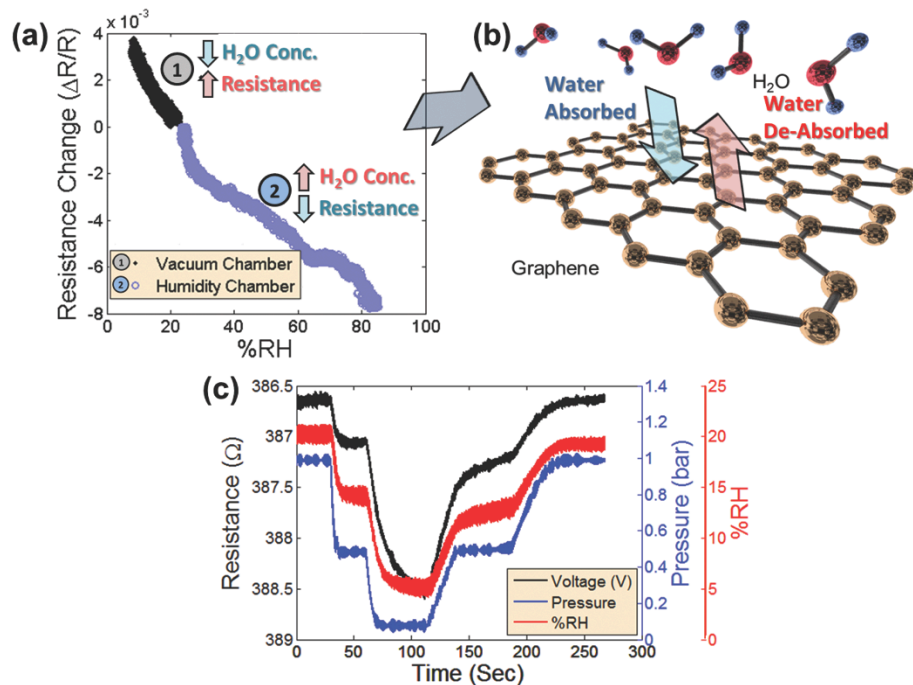 (a)
× 10⁻³
4
2
0
-2
-4
-6
-8
Resistance Change (ΔR/R)
1
H₂O Conc.
Resistance
2
H₂O Conc.
Resistance
1 Vacuum Chamber
2 Humidity Chamber
0 20 40 60 80 100
%RH
(b)
H₂O
Water
Absorbed
Water
De-Absorbed
Graphene
(c)
386.5
387
387.5
388
388.5
389
Resistance (Ω)
1.4
1.2
1
0.8
0.6
0.4
0.2
0
Pressure (bar)
25
20
15
10
5
0
%RH
Voltage (V)
Pressure
%RH
0 50 100 150 200 250 300
Time (Sec)